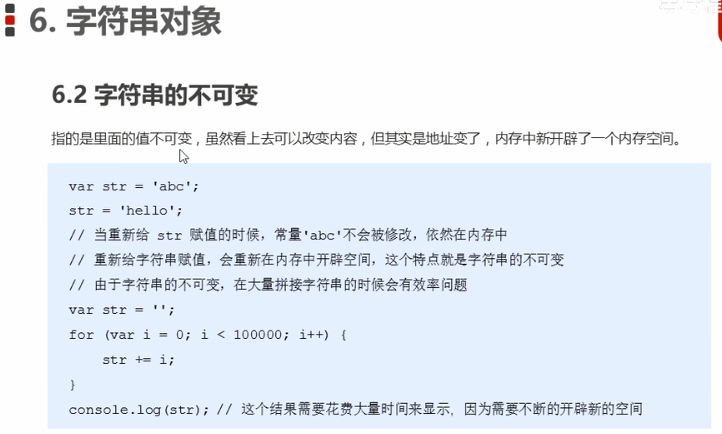 6. 字符串对象
6.2 字符串的不可变
指的是里面的值不可变，虽然看上去可以改变内容，但其实是地址变了，内存中新开辟了一个内存空间。
var str = 'abc';
str = 'hello';
// 当重新给 str 赋值的时候，常量'abc'不会被修改，依然在内存中
// 重新给字符串赋值，会重新在内存中开辟空间，这个特点就是字符串的不可变
// 由于字符串的不可变，在大量拼接字符串的时候会有效率问题
var str = '';
for (var i = 0; i < 100000; i++) {
    str += i;
}
console.log(str); // 这个结果需要花费大量时间来显示，因为需要不断的开辟新的空间